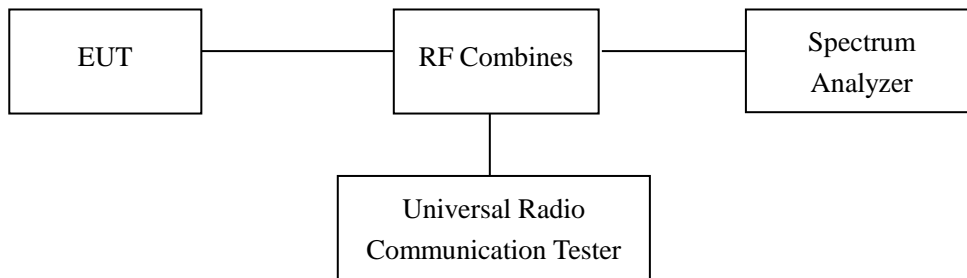 EUT
RF Combines
Spectrum
Analyzer
Universal Radio
Communication Tester